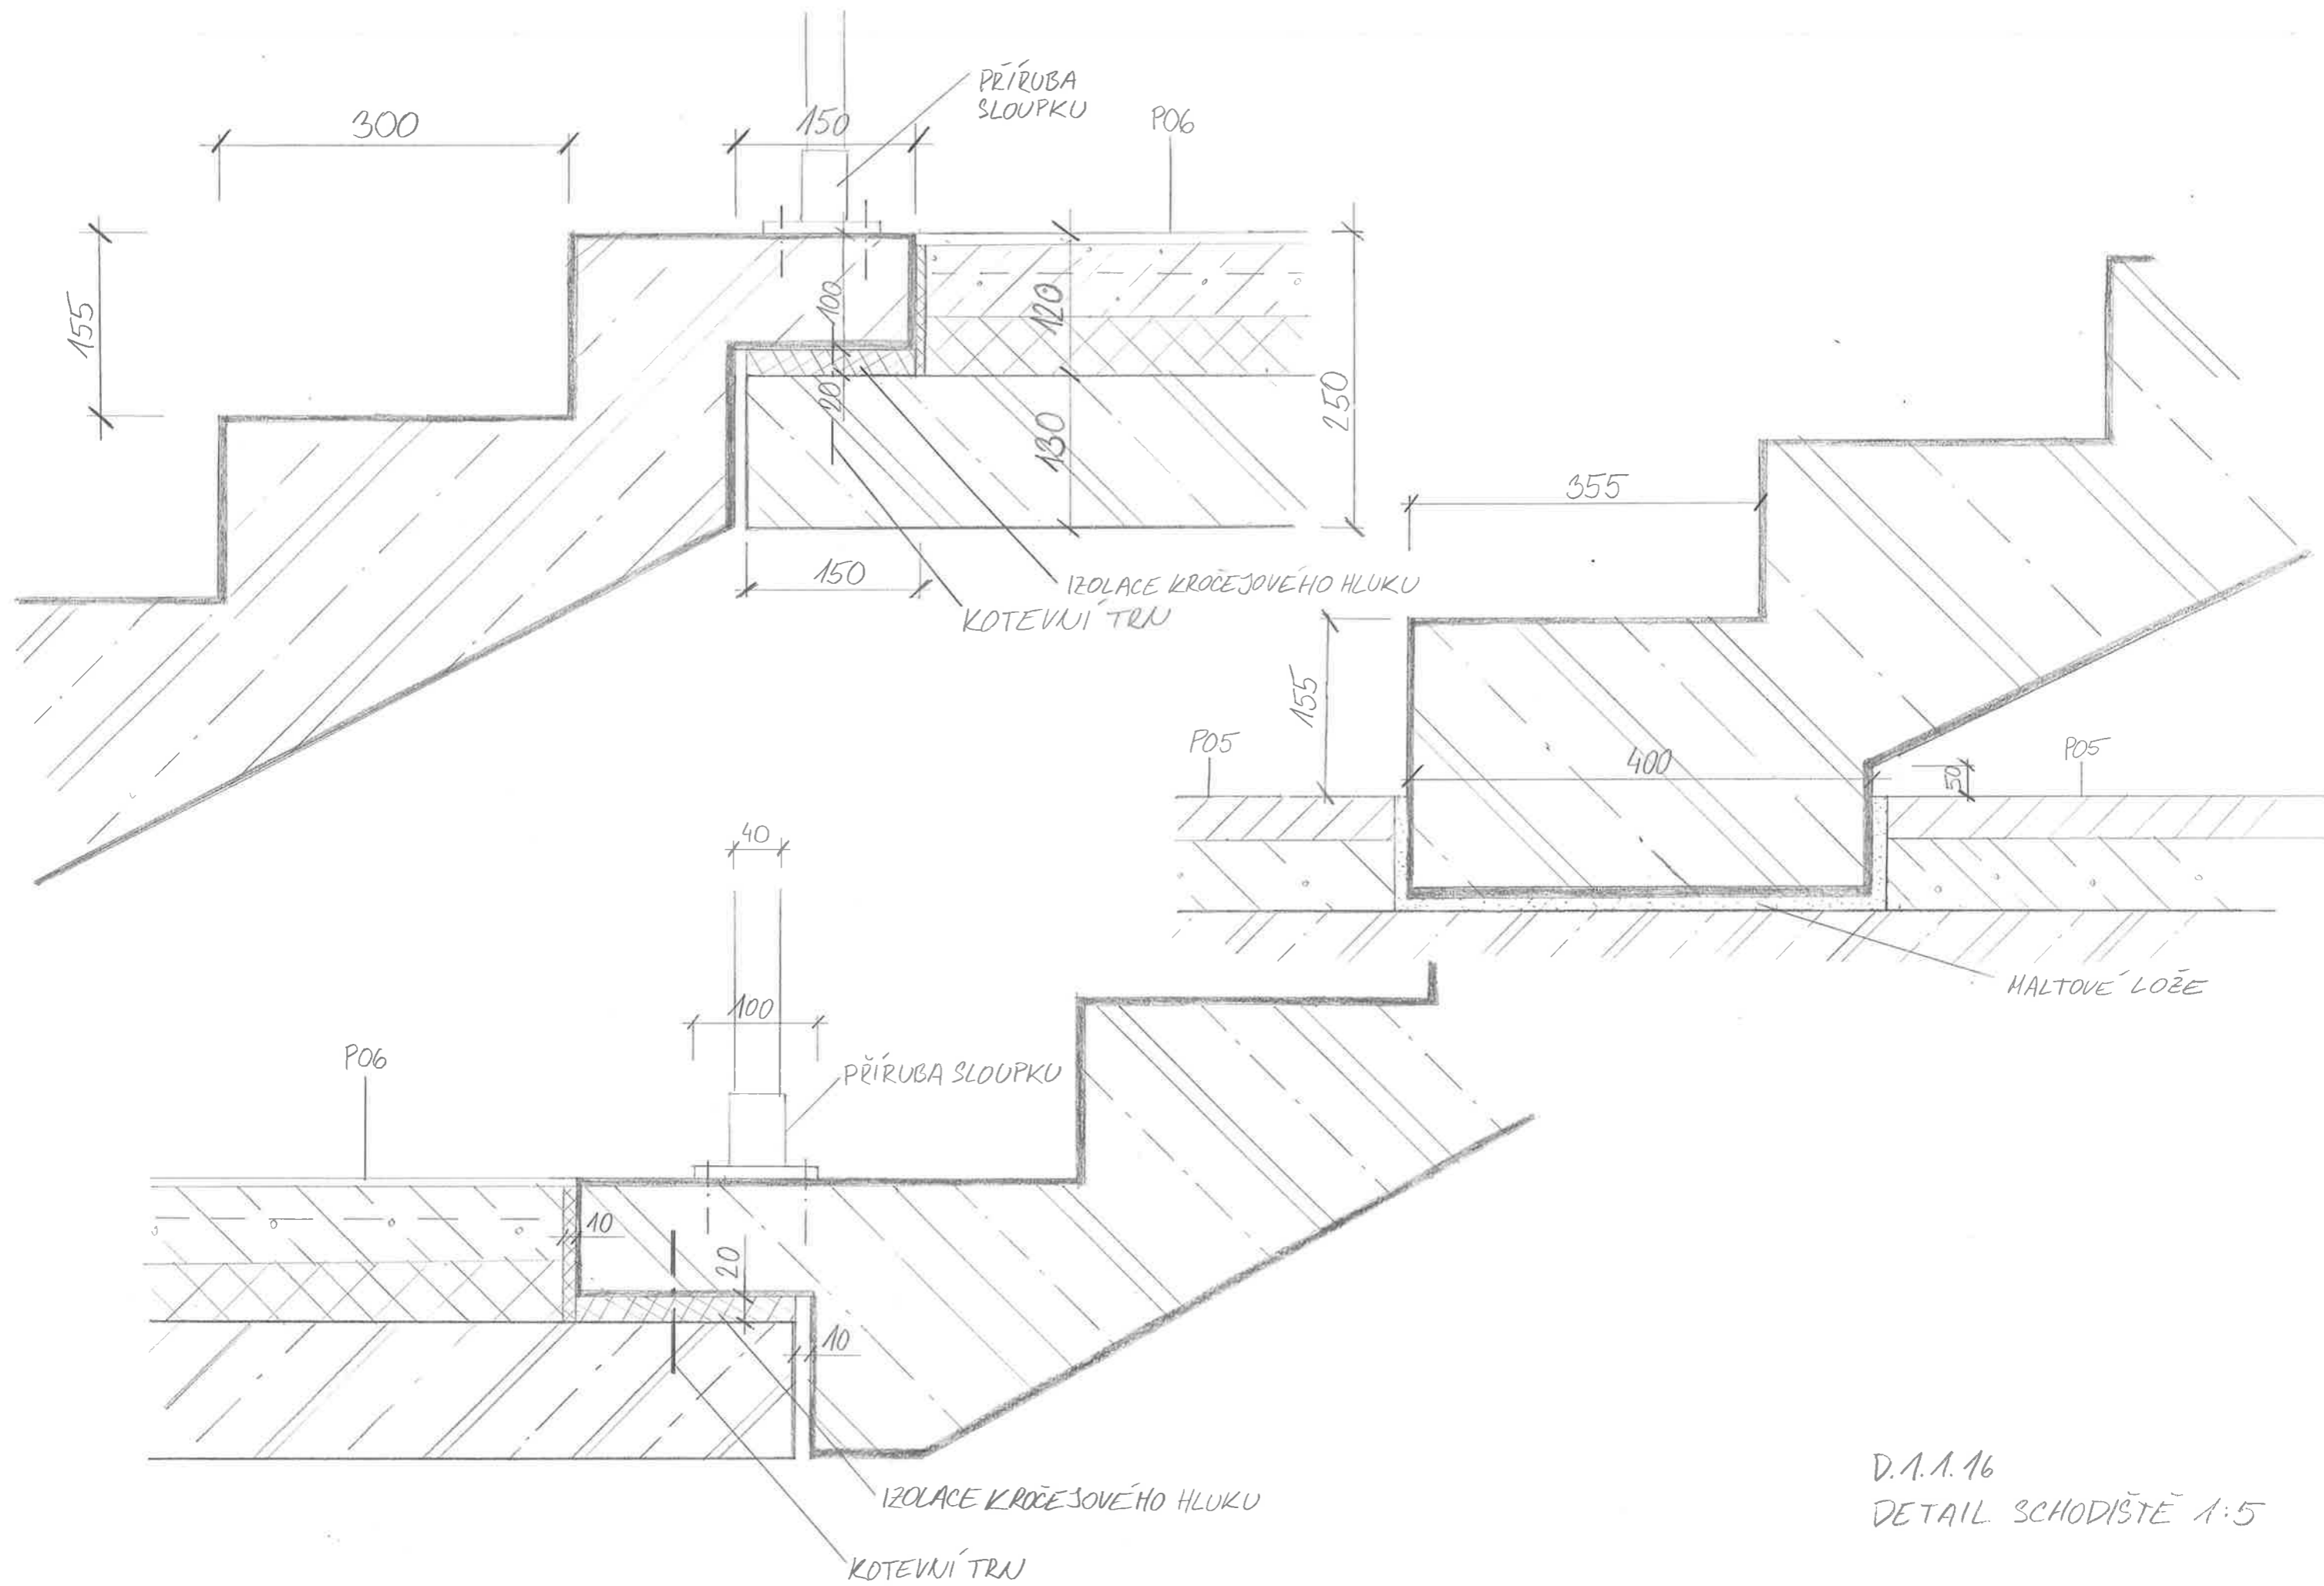 PŘÍRUBA
SLOUPKU
300
150
P06
155
100
20
120
130
250
150
IZOLACE KROČEJOVÉHO HLUKU
KOTEVNÍ TRN
355
155
P05
400
50
P05
MALTOVÉ LOŽE
40
100
P06
PŘÍRUBA SLOUPKU
10
20
10
IZOLACE KROČEJOVÉHO HLUKU
KOTEVNÍ TRN
D.1.1.16
DETAIL SCHODIŠTĚ 1:5